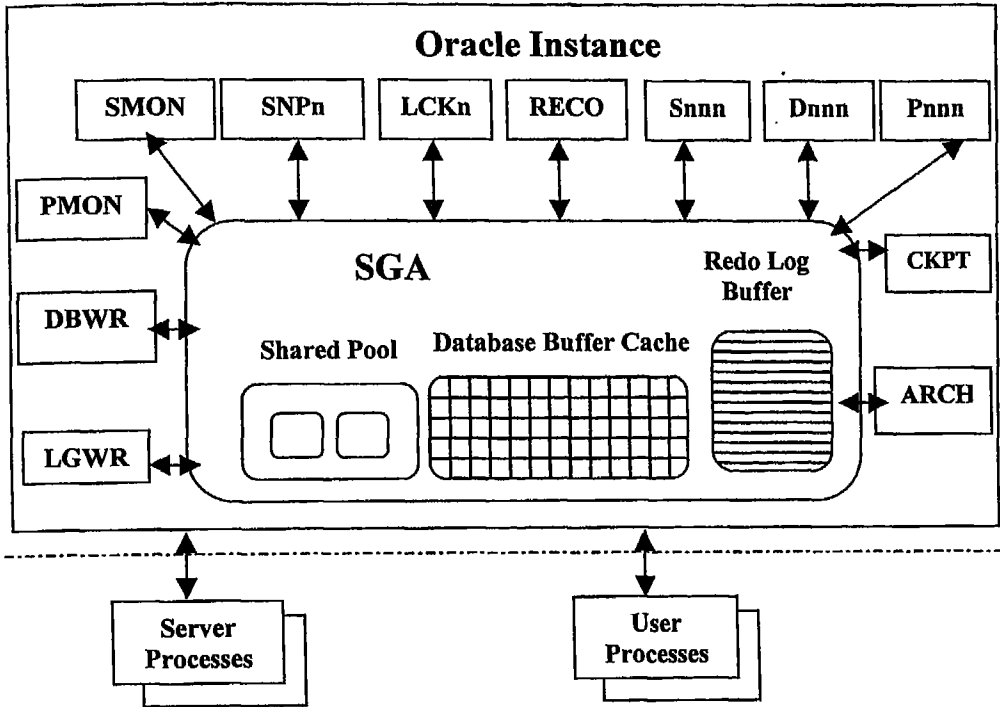 Oracle Instance
SMON
SNPn
LCKn
RECO
Snnn
Dnnn
Pnnn
PMON
SGA
Redo Log
Buffer
CKPT
DBWR
Shared Pool
Database Buffer Cache
ARCH
LGWR
Server
Processes
User
Processes